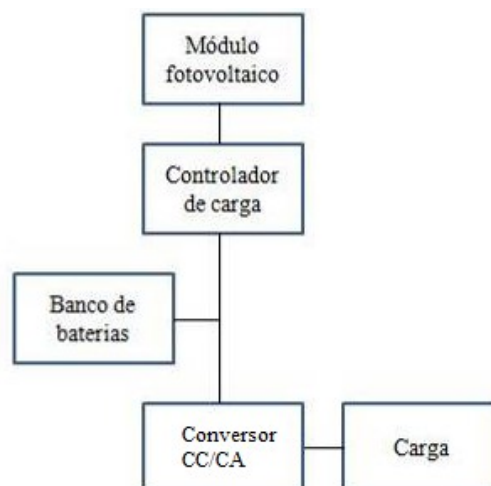 Módulo
fotovoltaico
Controlador
de carga
Banco de
baterias
Conversor
CC/CA
Carga